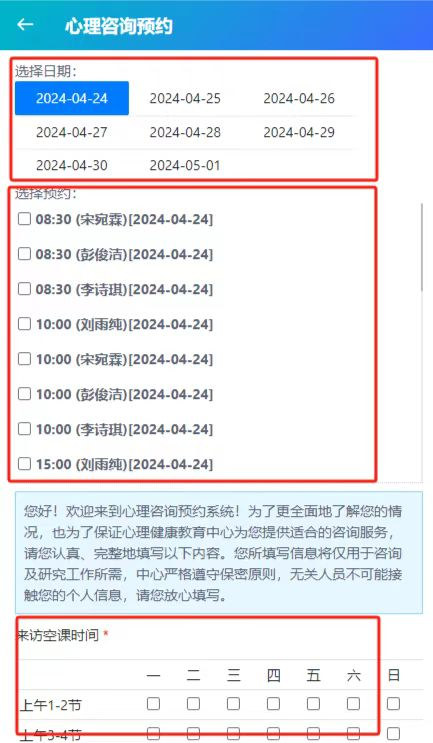 心理咨询预约
选择日期：
2024-04-24 2024-04-25 2024-04-26
2024-04-27 2024-04-28 2024-04-29
2024-04-30 2024-05-01
选择预约：
08:30 (宋宛霖)[2024-04-24]
08:30 (彭俊洁)[2024-04-24]
08:30 (李诗琪)[2024-04-24]
10:00 (刘雨纯)[2024-04-24]
10:00 (宋宛霖)[2024-04-24]
10:00 (彭俊洁)[2024-04-24]
10:00 (李诗琪)[2024-04-24]
15:00 (刘雨纯)[2024-04-24]
您好！欢迎来到心理咨询预约系统！为了更全面地了解您的情
况，也为了保证心理健康教育中心为您提供适合的咨询服务，
请您认真、完整地填写以下内容。您所填写信息将仅用于咨询
及研究工作所需，中心严格遵守保密原则，无关人员不可能接
触您的个人信息，请您放心填写。
来访空课时间 *
一 二 三 四 五 六 日
上午1-2节
上午3-4节